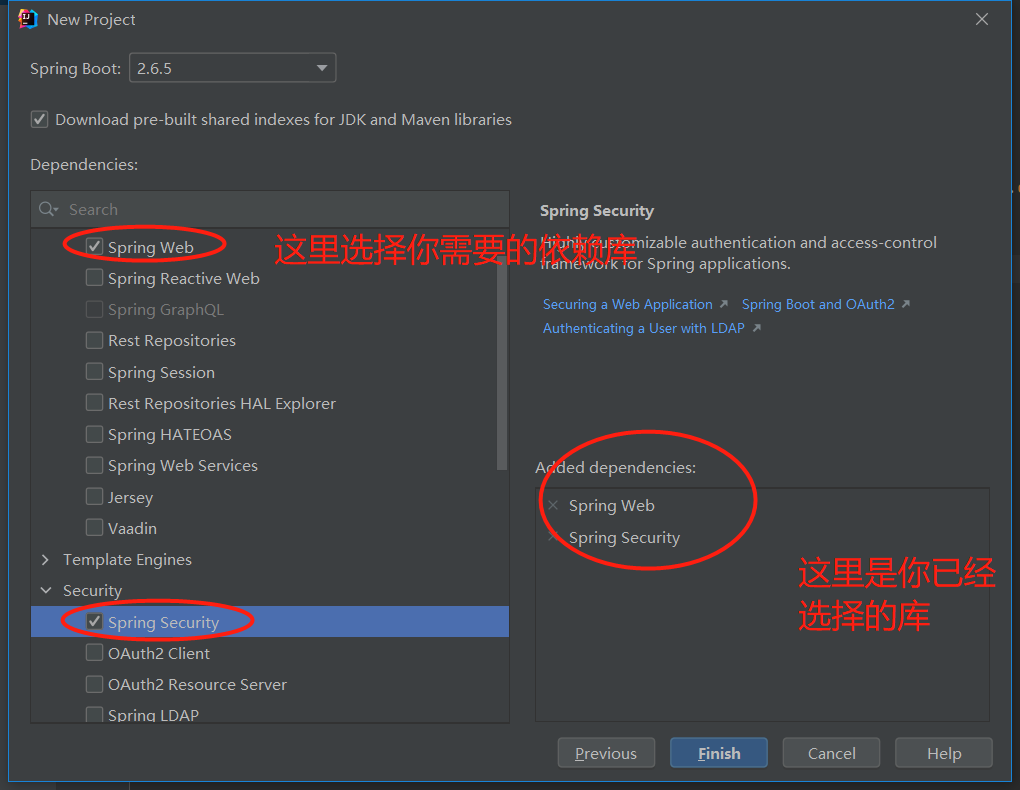 New Project
Spring Boot: 2.6.5
Download pre-built shared indexes for JDK and Maven libraries
Dependencies:
Search
Spring Web
Spring Reactive Web
Spring GraphQL
Rest Repositories
Spring Session
Rest Repositories HAL Explorer
Spring HATEOAS
Spring Web Services
Jersey
Vaadin
Template Engines
Security
Spring Security
OAuth2 Client
OAuth2 Resource Server
Spring LDAP
这里选择你需要的依赖库
Spring Security
Highly customizable authentication and access-control
framework for Spring applications.
Securing a Web Application Spring Boot and OAuth2
Authenticating a User with LDAP
Added dependencies:
Spring Web
Spring Security
这里是你已经
选择的库
Previous Finish Cancel Help